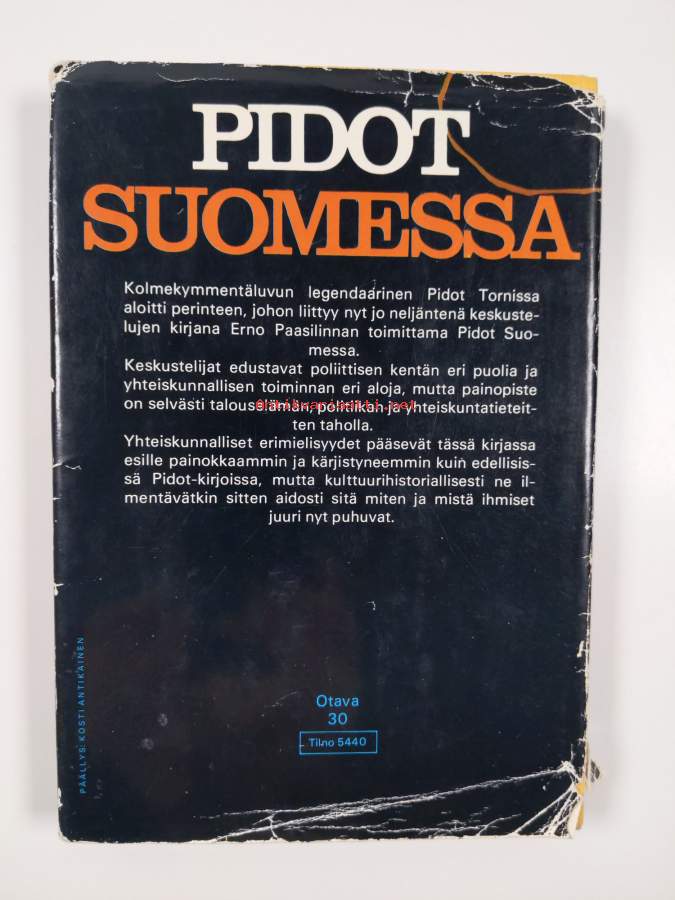 PIDOT
SUOMESSA
Kolmekymmentäluvun legendaarinen Pidot Tornissa
aloitti perinteen, johon liittyy nyt jo neljäntenä keskuste-
lujen kirjana Erno Paasilinnan toimittama Pidot Suo-
messa.
Keskustelijat edustavat poliittisen kentän eri puolia ja
yhteiskunnallisen toiminnan eri aloja, mutta painopiste
on selvästi talouselämän, politiikan ja yhteiskuntatieteit-
ten taholla.
Yhteiskunnalliset erimielisyydet pääsevät tässä kirjassa
esille painokkaammin ja kärjistyneemmin kuin edellisis-
sä Pidot-kirjoissa, mutta kulttuurihistoriallisesti ne il-
mentävätkin sitten aidosti sitä miten ja mistä ihmiset
juuri nyt puhuvat.
Otava
30
Til.no 5440
PÄÄLLYS: KOSTI ANTIKAINEN